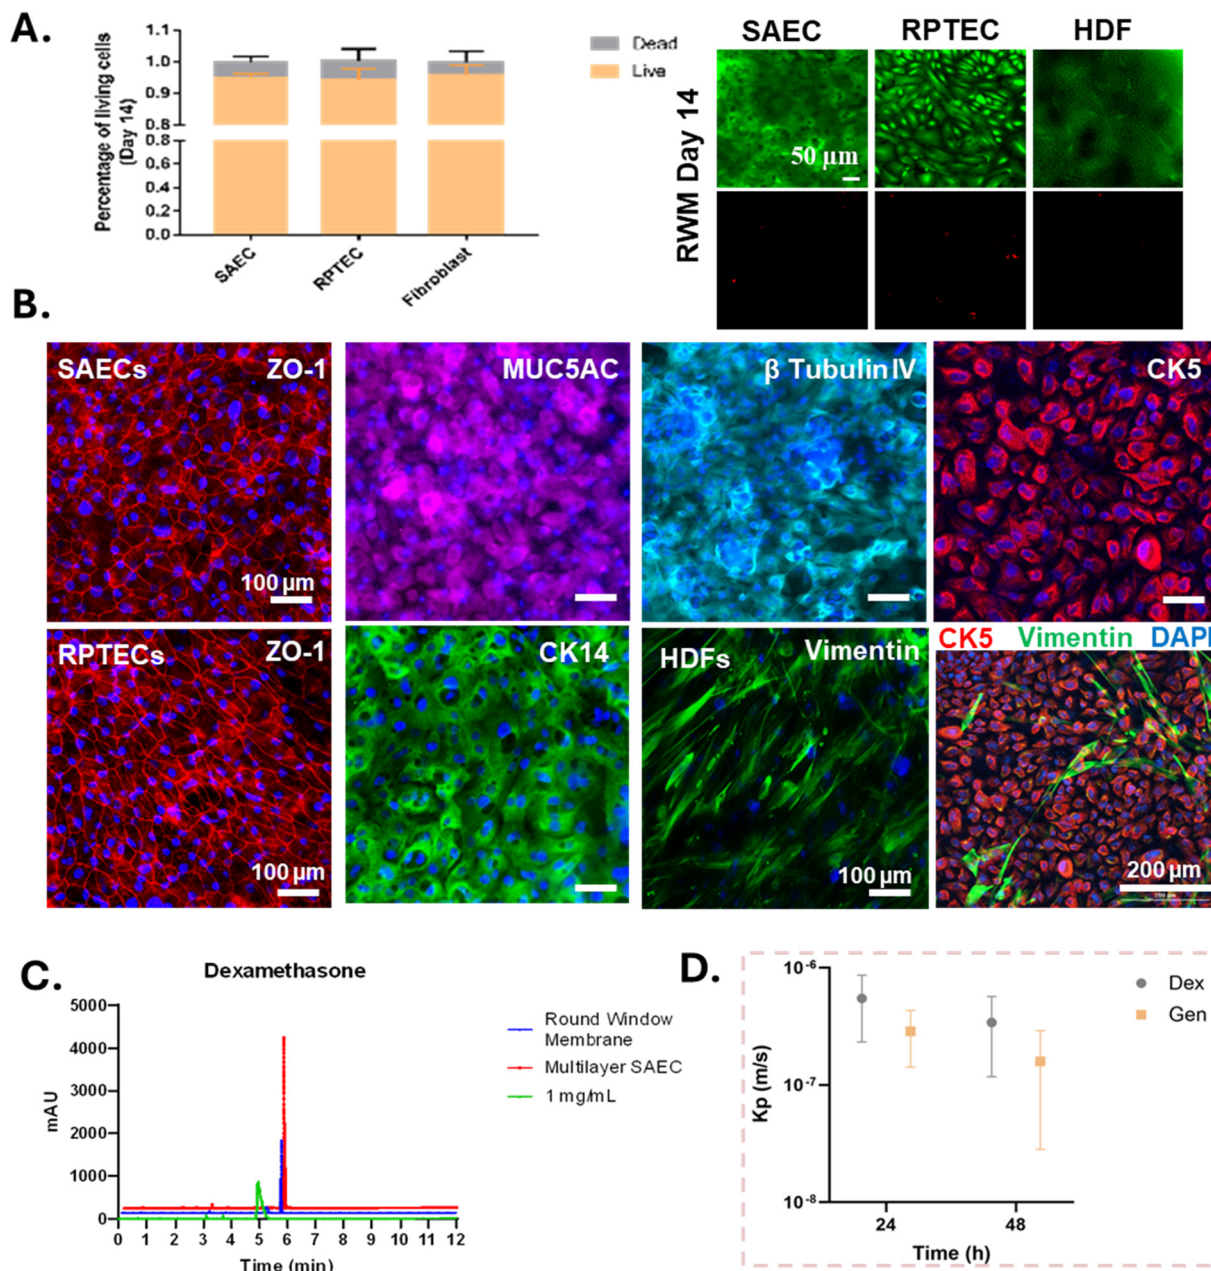 A.
Percentage of living cells
(Day 14)
1.1
1.0
0.9
0.8
0.8
0.6
0.4
0.2
0.0
SAEC
RPTEC
Fibroblast
Dead
Live
SAEC RPTEC HDF
RWM Day 14
50 µm
B.
SAECs ZO-1
100 µm
MUC5AC
β Tubulin IV
CK5
RPTECs ZO-1
100 µm
CK14
HDFs Vimentin
100 µm
CK5 Vimentin DAPI
200 µm
C.
Dexamethasone
mAU
5000
4000
3000
2000
1000
0
0 1 2 3 4 5 6 7 8 9 10 11 12
Time (min)
Round Window
Membrane
Multilayer SAEC
1 mg/mL
D.
Kp (m/s)
10-6
10-7
10-8
24 48
Time (h)
Dex
Gen